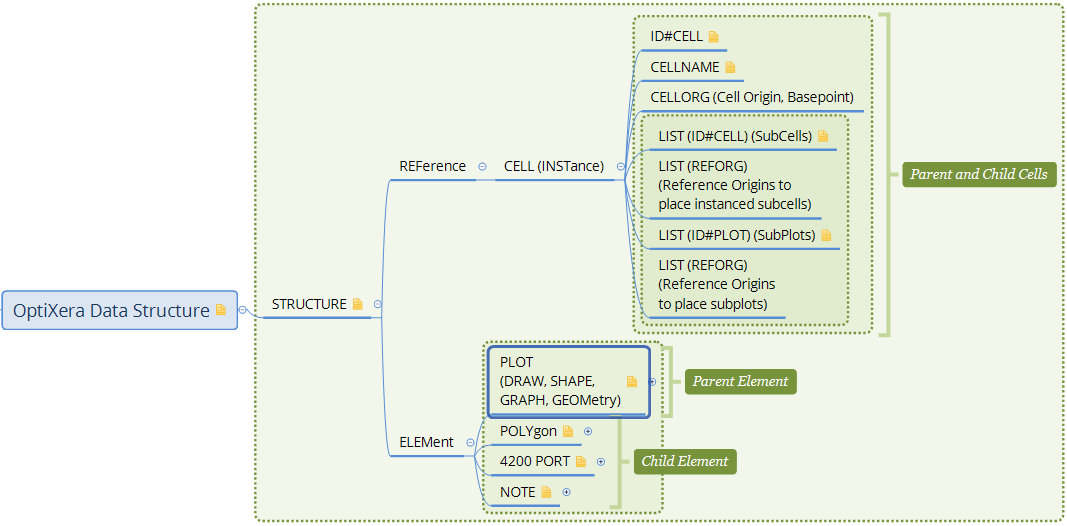 OptiXera Data Structure
STRUCTURE
REFerence
CELL (INSTance)
ID#CELL
CELLNAME
CELLORG (Cell Origin, Basepoint)
LIST (ID#CELL) (SubCells)
LIST (REFORG)
(Reference Origins to
place instanced subcells)
LIST (ID#PLOT) (SubPlots)
LIST (REFORG)
(Reference Origins
to place subplots)
Parent and Child Cells
ELEMent
PLOT
(DRAW, SHAPE,
GRAPH, GEOMetry)
Parent Element
POLYgon
4200 PORT
NOTE
Child Element